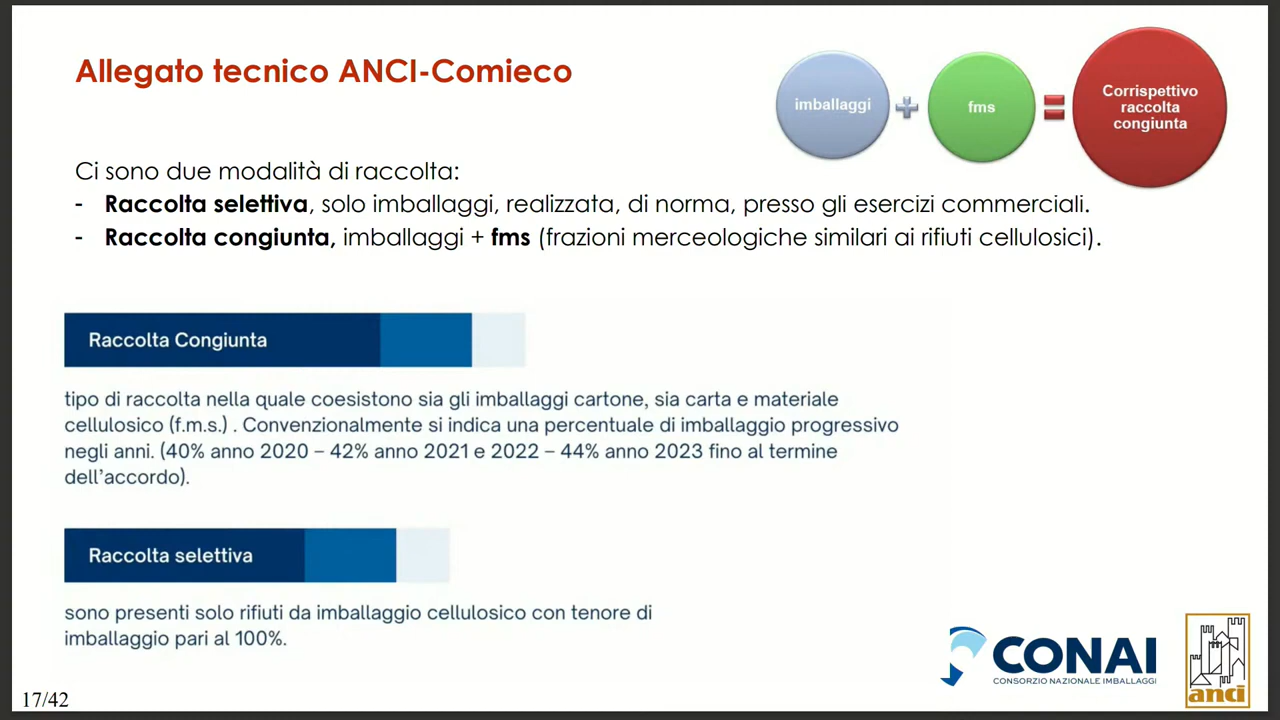 Allegato tecnico ANCI-Comieco
imballaggi
fms
Corrispettivo
raccolta
congiunta
Ci sono due modalità di raccolta:
- Raccolta selettiva, solo imballaggi, realizzata, di norma, presso gli esercizi commerciali.
- Raccolta congiunta, imballaggi + fms (frazioni merceologiche similari ai rifiuti cellulosici).
Raccolta Congiunta
tipo di raccolta nella quale coesistono sia gli imballaggi cartone, sia carta e materiale
cellulosico (f.m.s.) . Convenzionalmente si indica una percentuale di imballaggio progressivo
negli anni. (40% anno 2020 – 42% anno 2021 e 2022 – 44% anno 2023 fino al termine
dell'accordo).
Raccolta selettiva
sono presenti solo rifiuti da imballaggio cellulosico con tenore di
imballaggio pari al 100%.
CONAI
CONSORZIO NAZIONALE IMBALLAGGI
anci
17/42